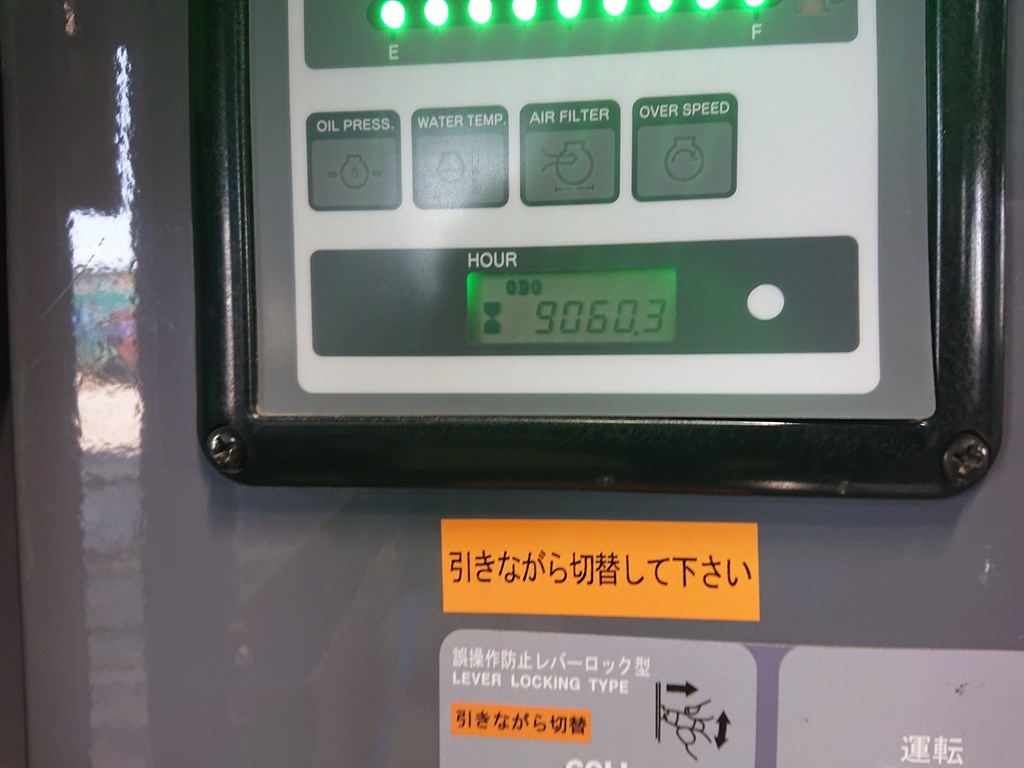 E F
OIL PRESS. WATER TEMP. AIR FILTER OVER SPEED
HOUR
ODO
9060.3
引きながら切替して下さい
誤操作防止レバーロック型
LEVER LOCKING TYPE
引きながら切替
運転